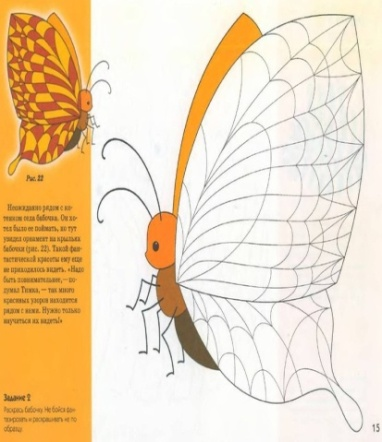 Рис. 22
Неожиданно рядом с ко-
тенком села бабочка. Он хо-
тел было ее поймать, но тут
увидел орнамент на крыльях
бабочки (рис. 22). Такой фан-
тастической красоты ему еще
не приходилось видеть. «Надо
быть повнимательнее, — по-
думал Тимка, — так много
красивых узоров находится
рядом с нами. Нужно только
научиться их видеть!»
Задание 2
Раскрась бабочку. Не бойся фан-
тазировать и раскрашивать не по
образцу.
15